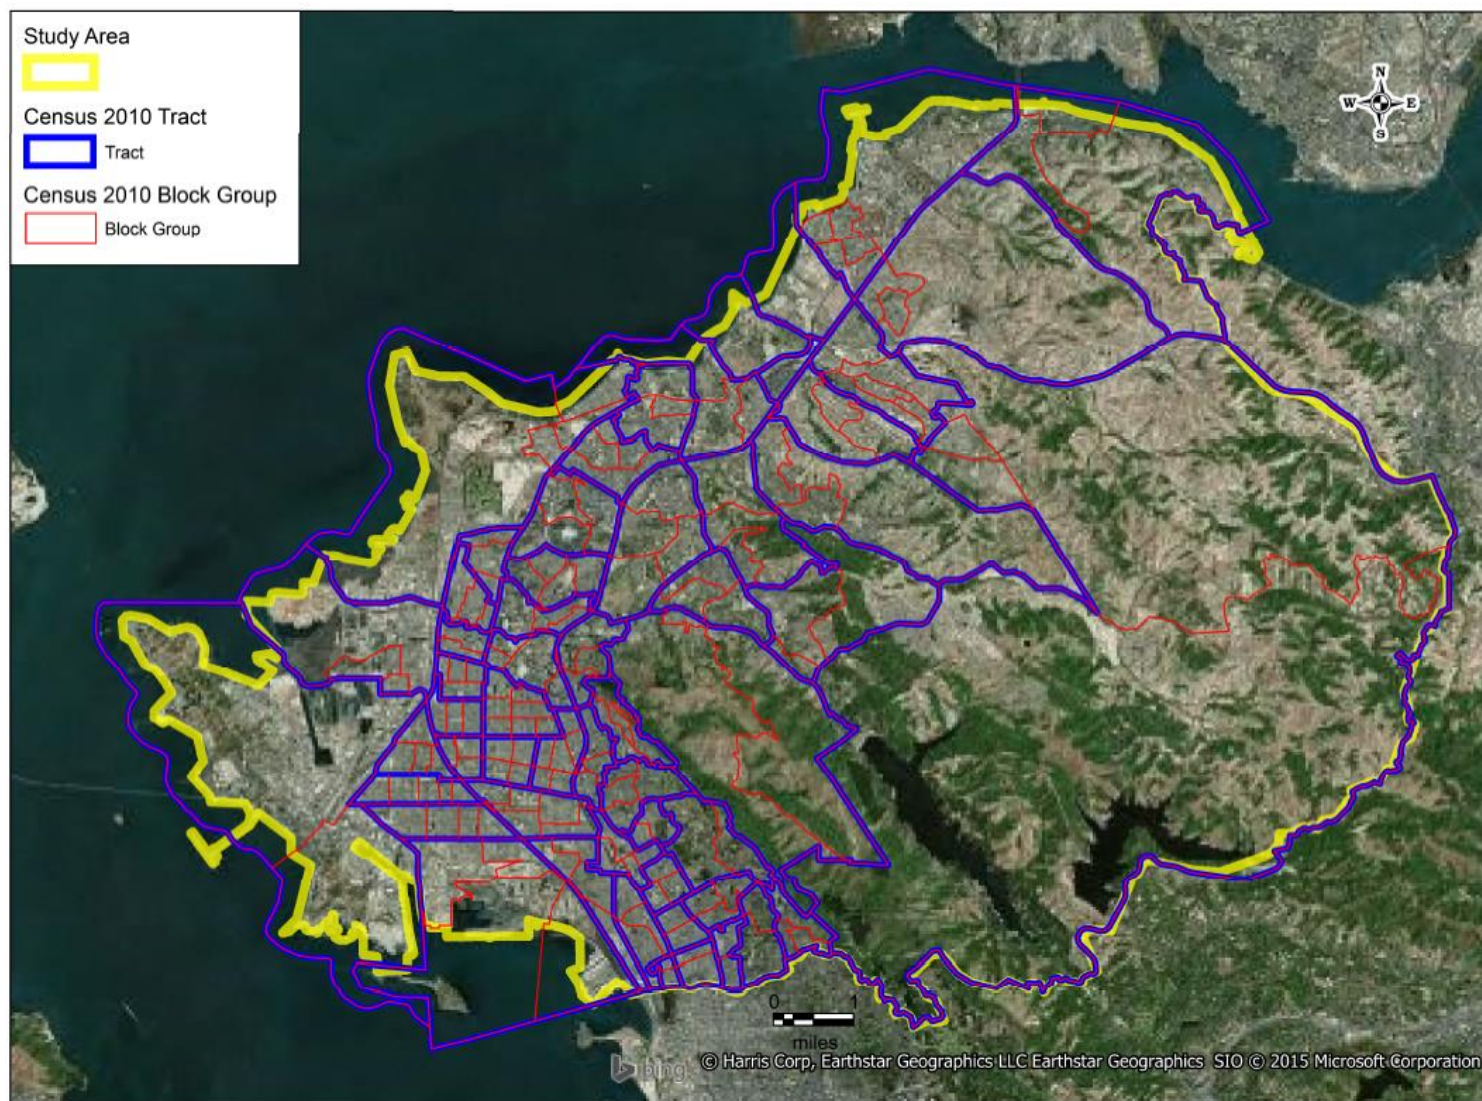 Study Area
Census 2010 Tract
Tract
Census 2010 Block Group
Block Group
N
W E
S
0 1
miles
bing
© Harris Corp, Earthstar Geographics LLC Earthstar Geographics SIO © 2015 Microsoft Corporation